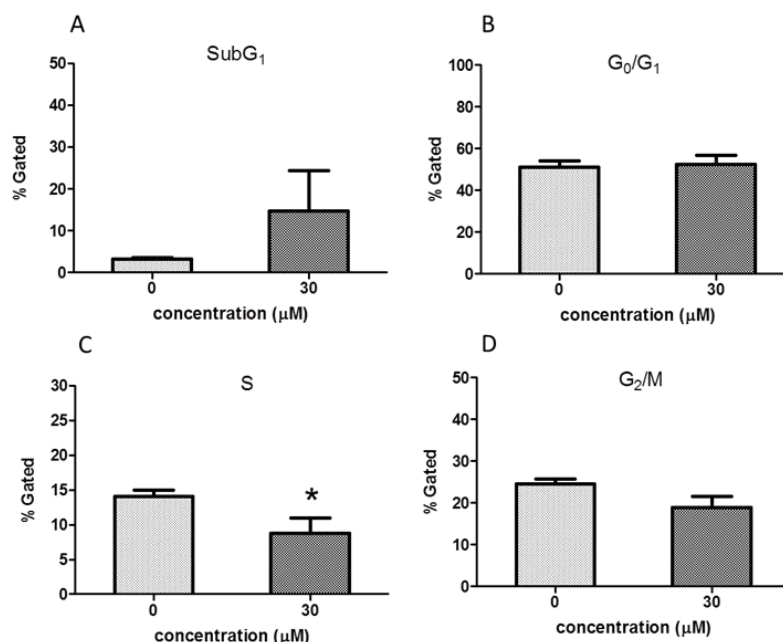 A
SubG₁
% Gated
50
40
30
20
10
0
0 30
concentration (μM)
B
G₀/G₁
% Gated
100
80
60
40
20
0
0 30
concentration (μM)
C
S
% Gated
30
25
20
15
10
5
0
*
0 30
concentration (μM)
D
G₂/M
% Gated
50
40
30
20
10
0
0 30
concentration (μM)